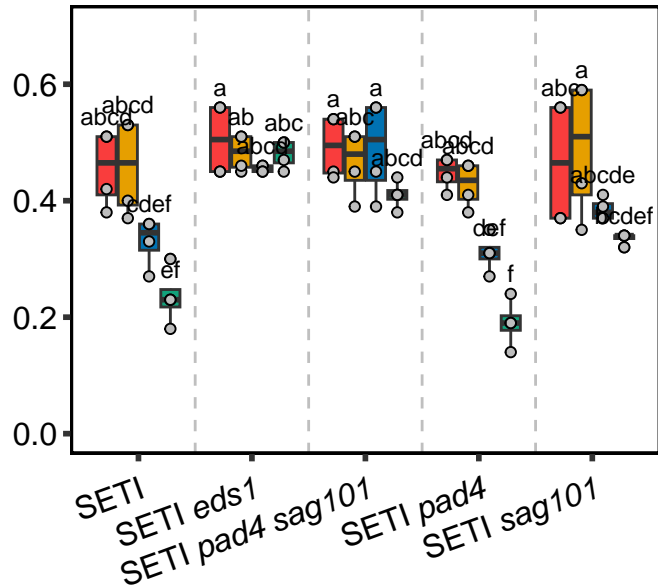 0.6
0.4
0.2
0.0
abcd
abcd
cdef
ef
a
ab
abcd
abc
a
abc
a
abcd
abcd
abcd
def
f
abc
a
abcde
bcdef
SETI
SETI eds1
SETI pad4 sag101
SETI pad4
SETI sag101